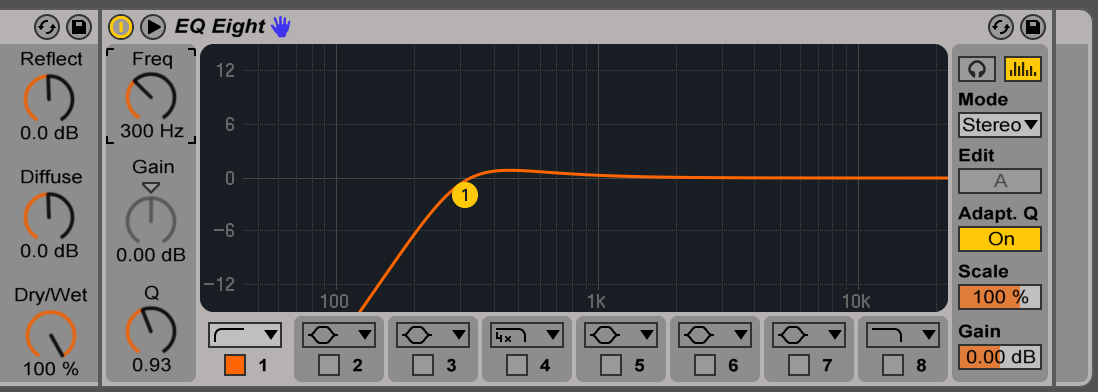 EQ Eight
Reflect
0.0 dB
Diffuse
0.0 dB
Dry/Wet
100 %
Freq
300 Hz
Gain
0.00 dB
Q
0.93
12
6
0
-6
-12
100
1k
10k
1
1
2
3
4x
4
5
6
7
8
Mode
Stereo
Edit
A
Adapt. Q
On
Scale
100 %
Gain
0.00 dB